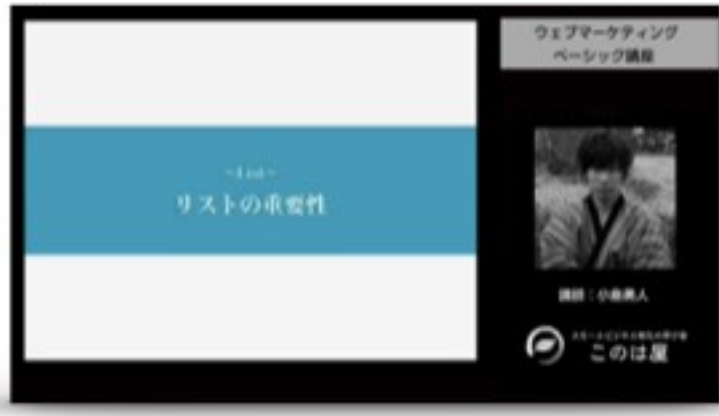 ~List~
リストの重要性
ウェブマーケティング
ベーシック講座
講師：小島勇人
このは屋